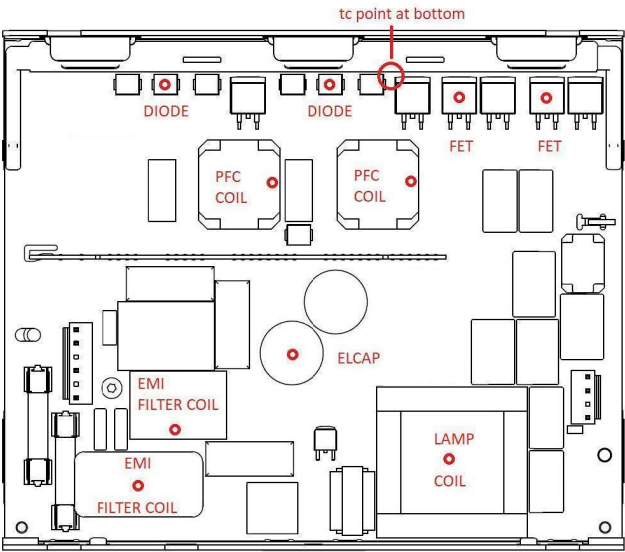 tc point at bottom
DIODE
DIODE
FET
FET
PFC
COIL
PFC
COIL
ELCAP
EMI
FILTER COIL
LAMP
COIL
EMI
FILTER COIL